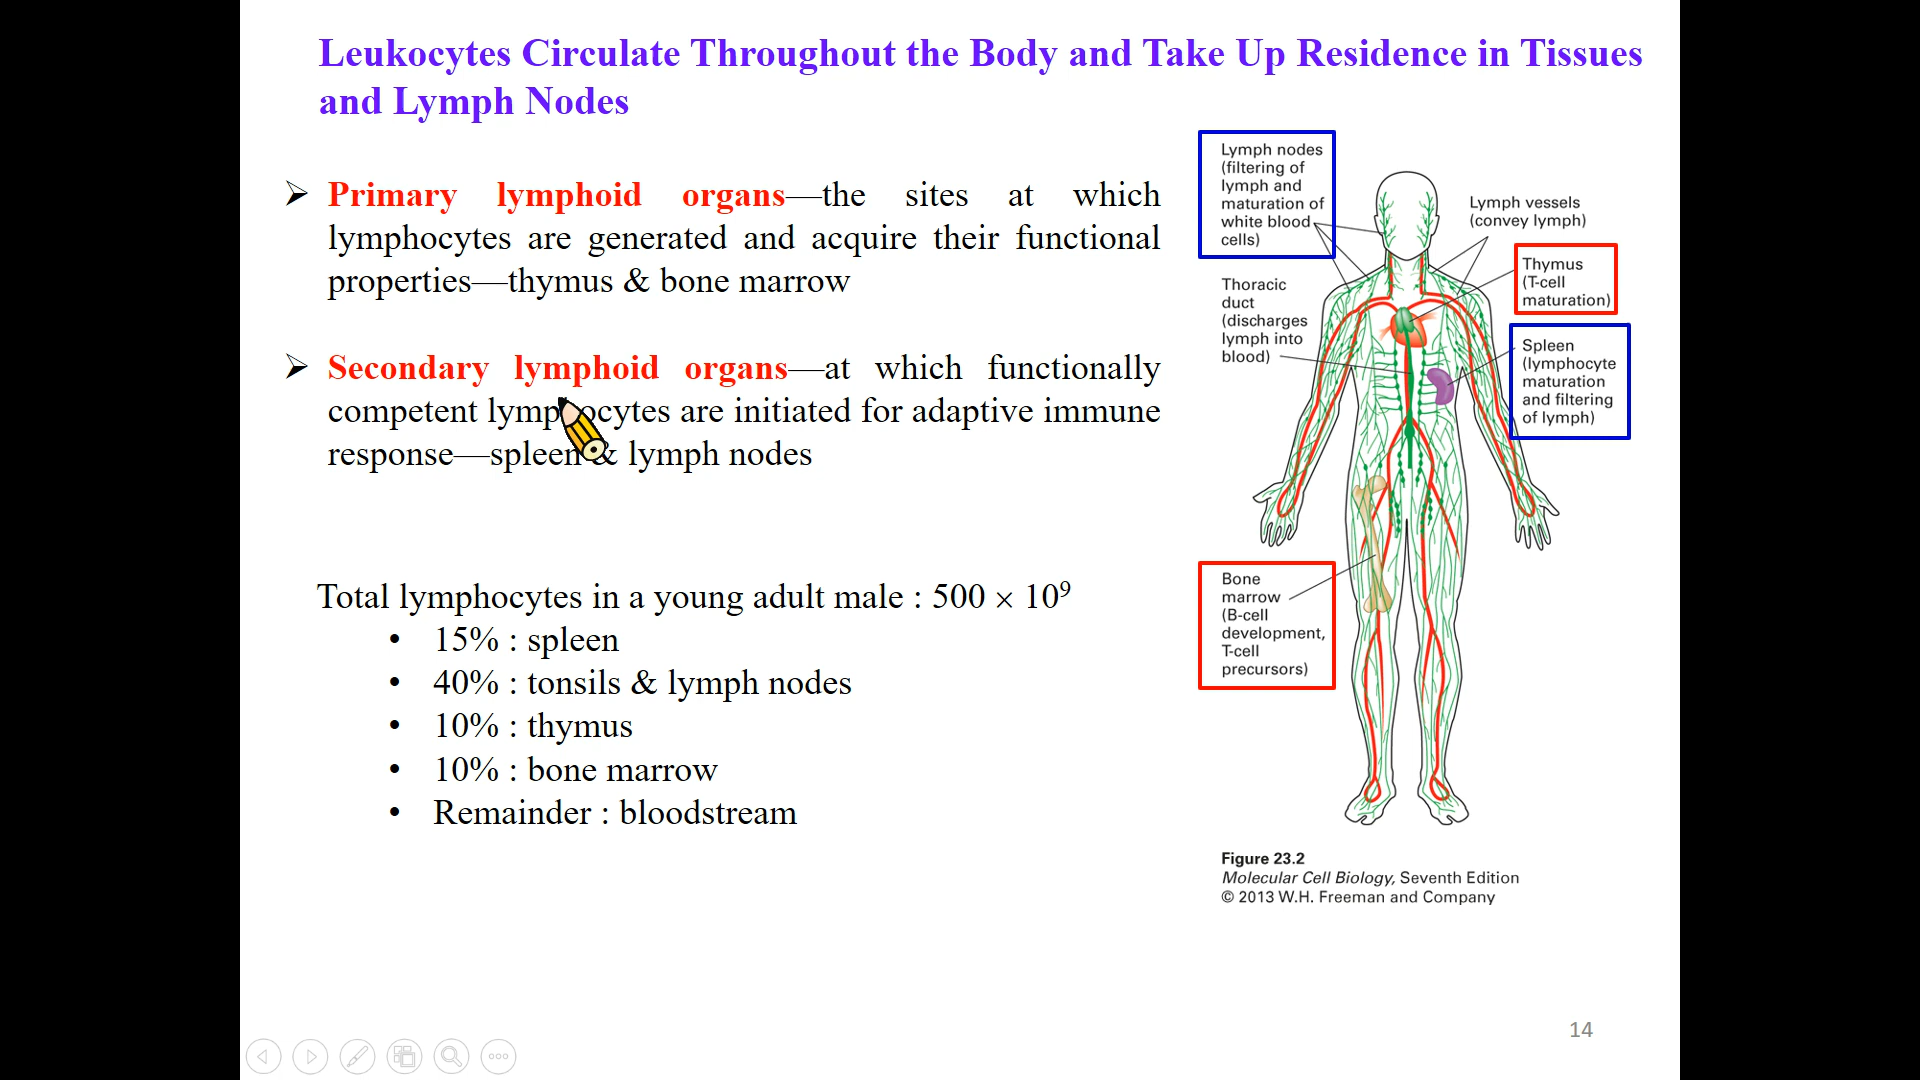 Leukocytes Circulate Throughout the Body and Take Up Residence in Tissues
and Lymph Nodes
➢ Primary lymphoid organs—the sites at which
lymphocytes are generated and acquire their functional
properties—thymus & bone marrow
➢ Secondary lymphoid organs—at which functionally
competent lymphocytes are initiated for adaptive immune
response—spleen & lymph nodes
Total lymphocytes in a young adult male : 500 × 10⁹
• 15% : spleen
• 40% : tonsils & lymph nodes
• 10% : thymus
• 10% : bone marrow
• Remainder : bloodstream
Lymph nodes
(filtering of
lymph and
maturation of
white blood
cells)
Lymph vessels
(convey lymph)
Thymus
(T-cell
maturation)
Thoracic
duct
(discharges
lymph into
blood)
Spleen
(lymphocyte
maturation
and filtering
of lymph)
Bone
marrow
(B-cell
development,
T-cell
precursors)
Figure 23.2
Molecular Cell Biology, Seventh Edition
© 2013 W.H. Freeman and Company
14